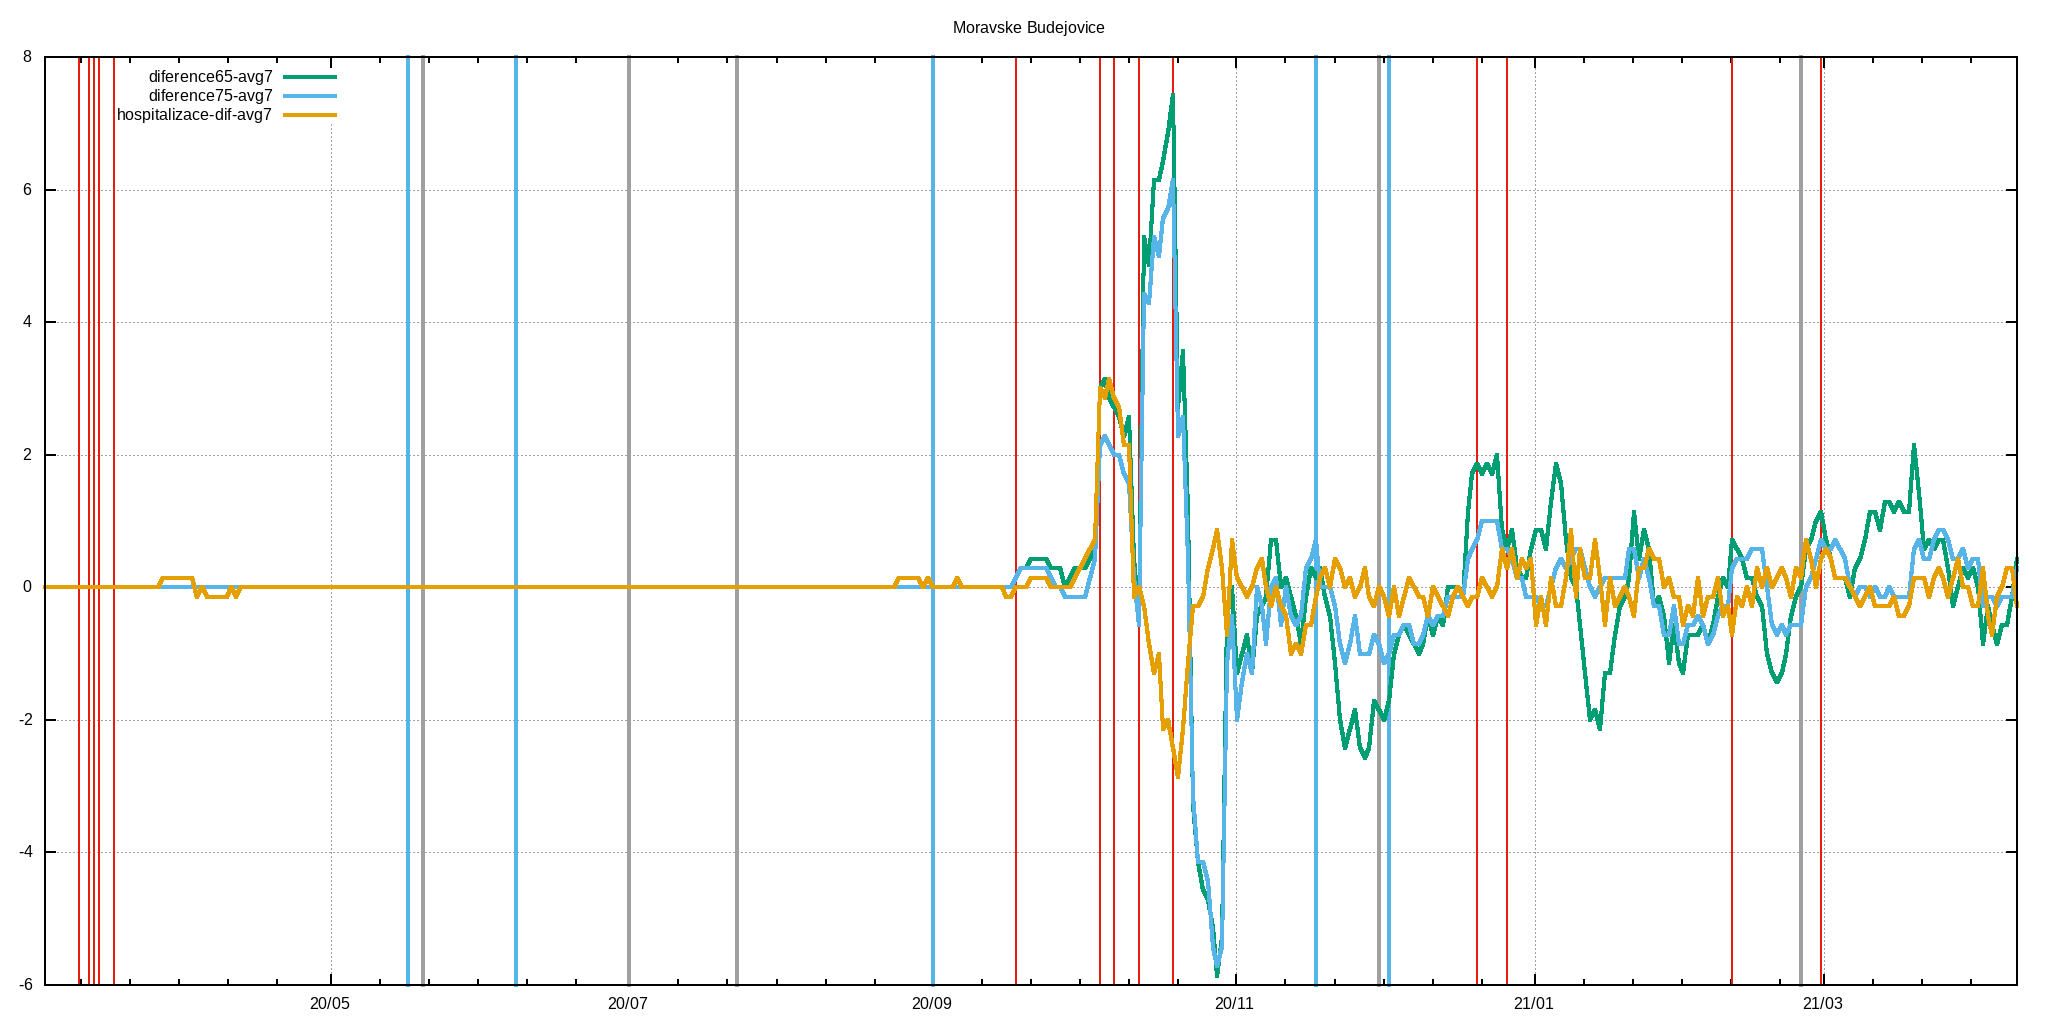 Moravske Budejovice
diference65-avg7
diference75-avg7
hospitalizace-dif-avg7
8
6
4
2
0
-2
-4
-6
20/05 20/07 20/09 20/11 21/01 21/03